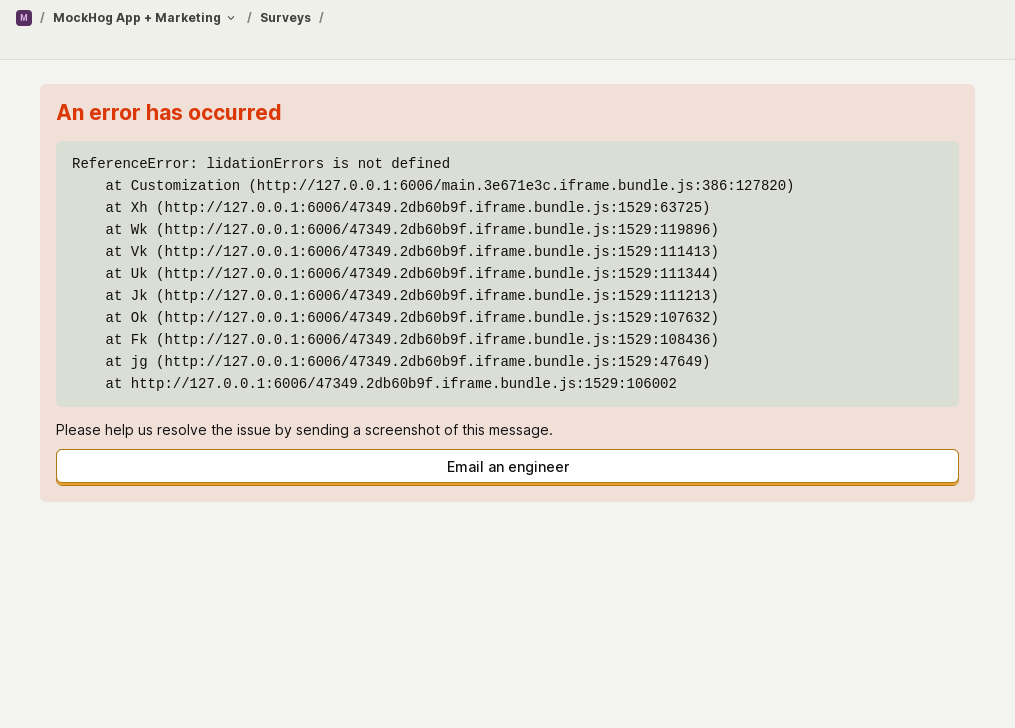 M / MockHog App + Marketing / Surveys /
An error has occurred
ReferenceError: lidationErrors is not defined
at Customization (http://127.0.0.1:6006/main.3e671e3c.iframe.bundle.js:386:127820)
at Xh (http://127.0.0.1:6006/47349.2db60b9f.iframe.bundle.js:1529:63725)
at Wk (http://127.0.0.1:6006/47349.2db60b9f.iframe.bundle.js:1529:119896)
at Vk (http://127.0.0.1:6006/47349.2db60b9f.iframe.bundle.js:1529:111413)
at Uk (http://127.0.0.1:6006/47349.2db60b9f.iframe.bundle.js:1529:111344)
at Jk (http://127.0.0.1:6006/47349.2db60b9f.iframe.bundle.js:1529:111213)
at Ok (http://127.0.0.1:6006/47349.2db60b9f.iframe.bundle.js:1529:107632)
at Fk (http://127.0.0.1:6006/47349.2db60b9f.iframe.bundle.js:1529:108436)
at jg (http://127.0.0.1:6006/47349.2db60b9f.iframe.bundle.js:1529:47649)
at http://127.0.0.1:6006/47349.2db60b9f.iframe.bundle.js:1529:106002
Please help us resolve the issue by sending a screenshot of this message.
Email an engineer